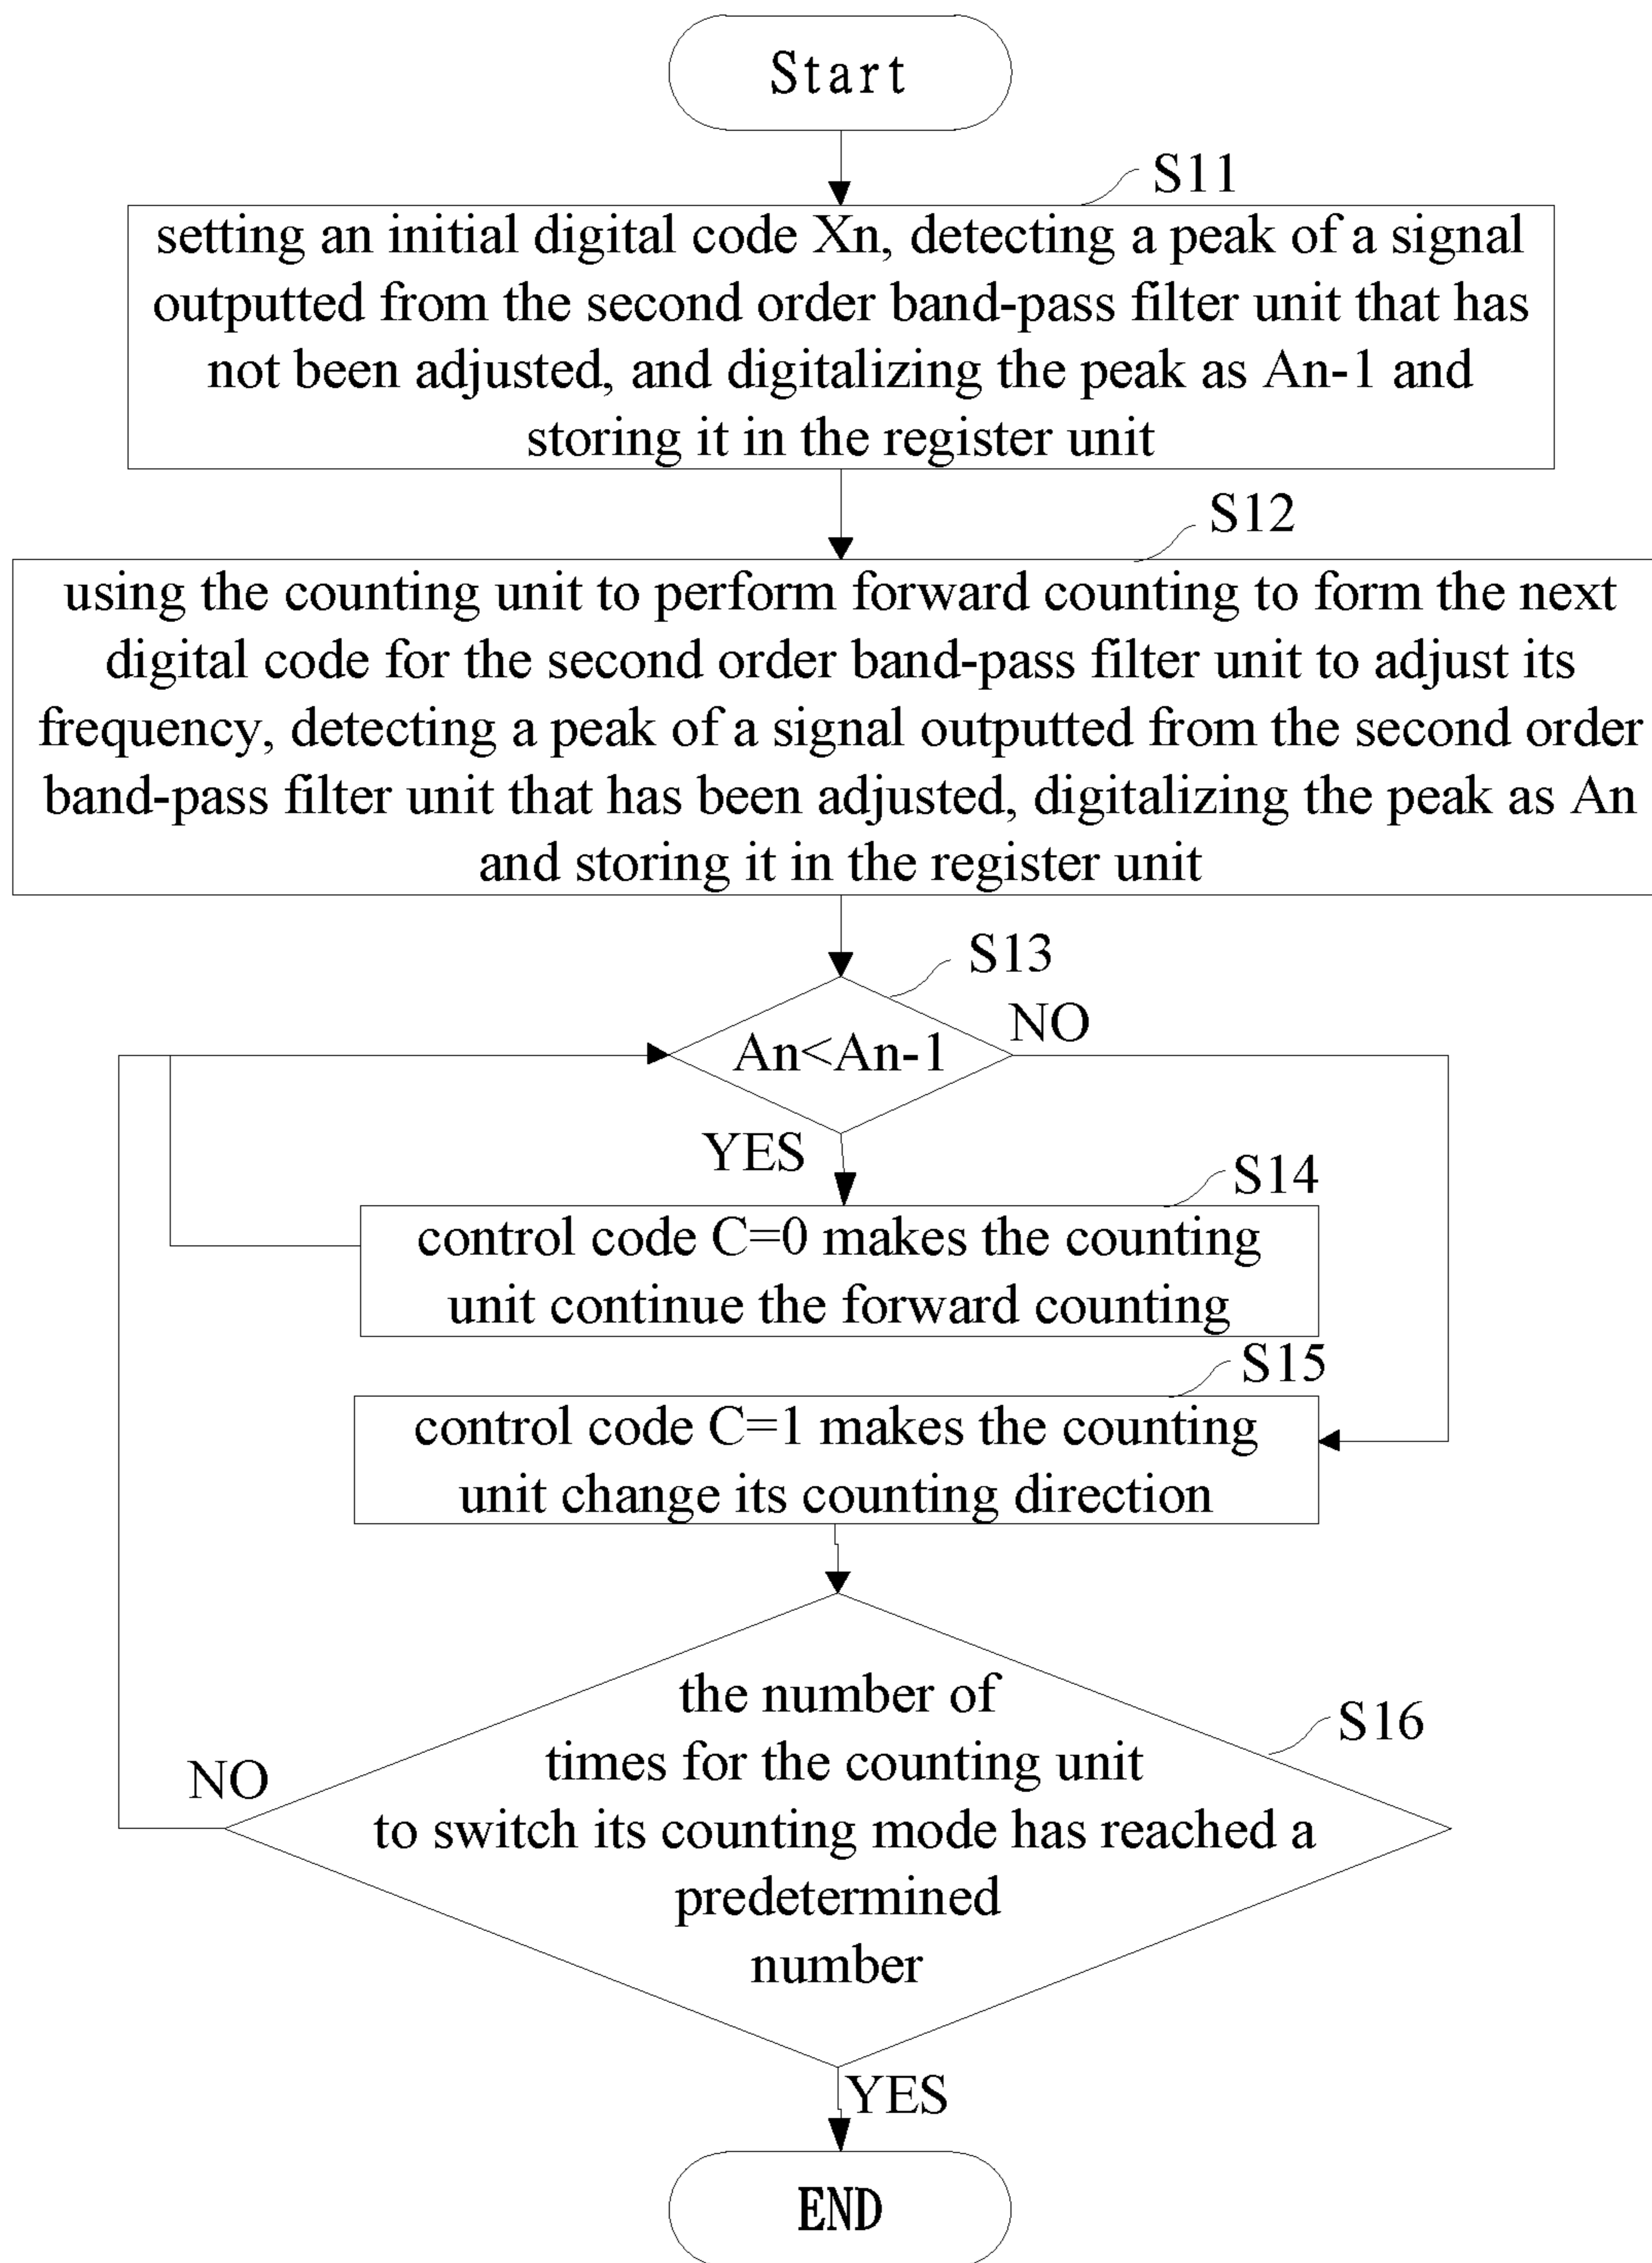 Start
S11
setting an initial digital code Xn, detecting a peak of a signal
outputted from the second order band-pass filter unit that has
not been adjusted, and digitalizing the peak as An-1 and
storing it in the register unit
S12
using the counting unit to perform forward counting to form the next
digital code for the second order band-pass filter unit to adjust its
frequency, detecting a peak of a signal outputted from the second order
band-pass filter unit that has been adjusted, digitalizing the peak as An
and storing it in the register unit
S13
NO
An<An-1
YES
S14
control code C=0 makes the counting
unit continue the forward counting
S15
control code C=1 makes the counting
unit change its counting direction
S16
the number of
times for the counting unit
to switch its counting mode has reached a
predetermined
number
NO
YES
END